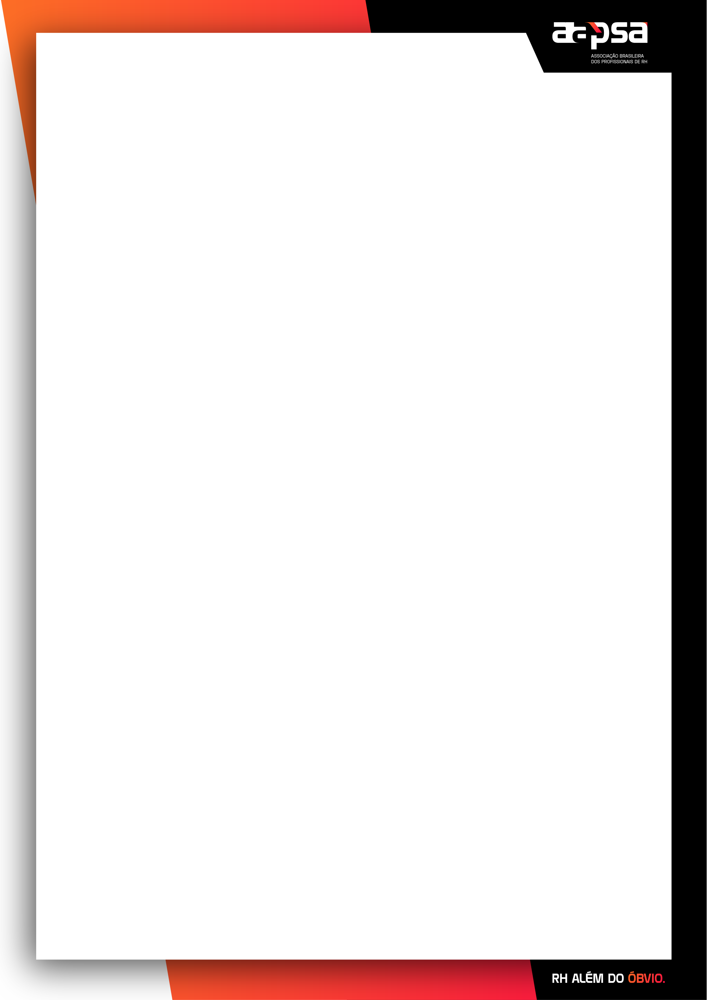 aapsa
ASSOCIAÇÃO BRASILEIRA
DOS PROFISSIONAIS DE RH
RH ALÉM DO ÓBVIO.